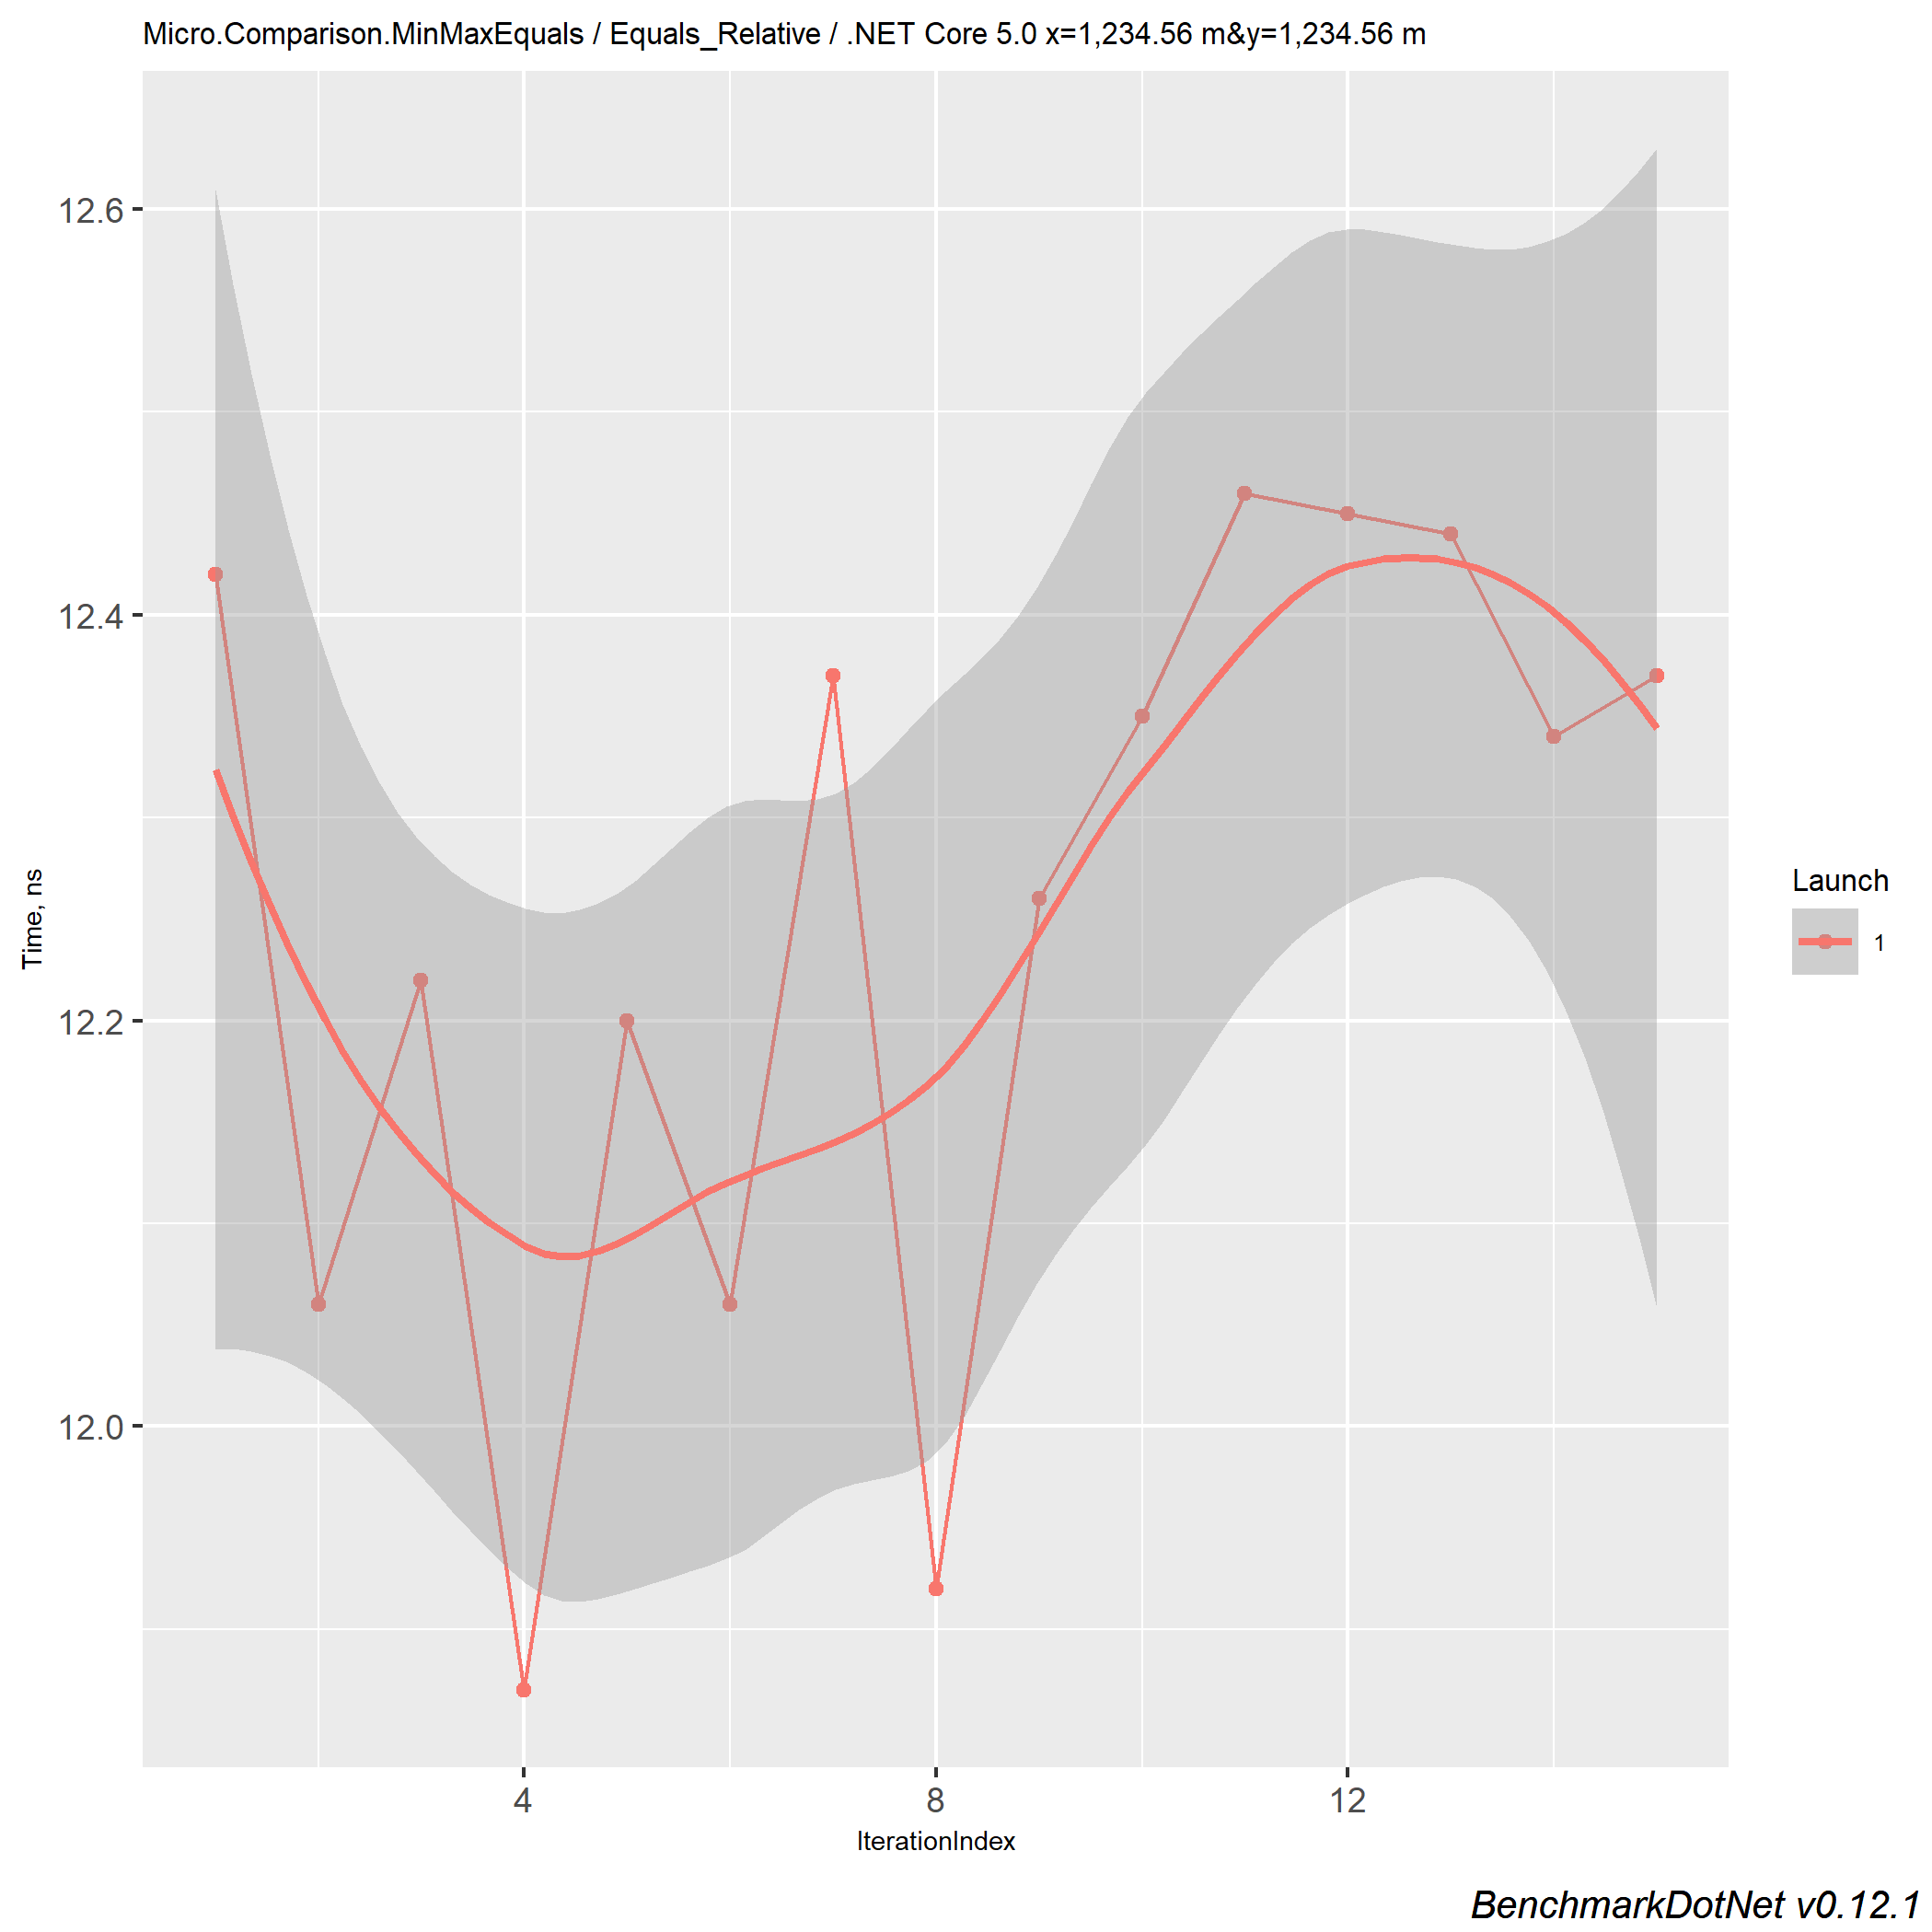 Micro.Comparison.MinMaxEquals / Equals_Relative / .NET Core 5.0 x=1,234.56 m&y=1,234.56 m
12.6
12.4
12.2
12.0
Time, ns
4
8
12
IterationIndex
Launch
1
BenchmarkDotNet v0.12.1